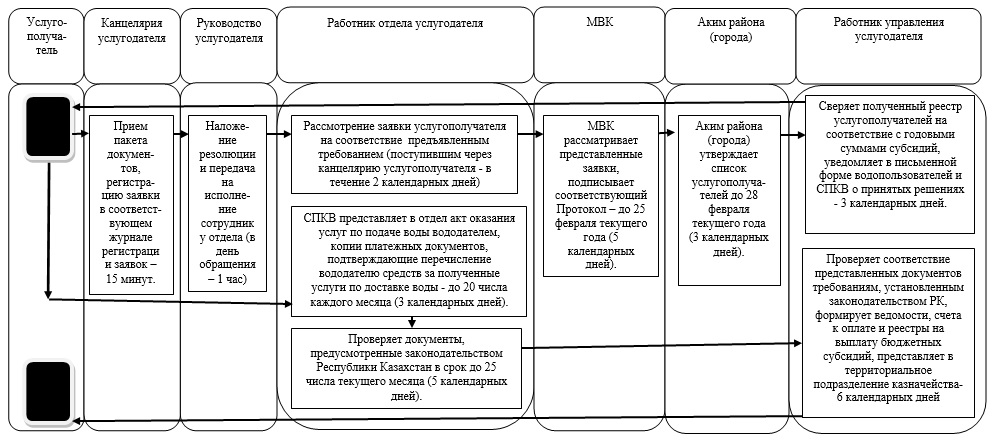 Услуго-
получа-
тель
Канцелярия
услугодателя
Руководство
услугодателя
Работник отдела услугодателя
МВК
Аким района
(города)
Работник управления
услугодателя
Прием
пакета
докумен-
тов,
регистра-
цию заявки
в соответст-
вующем
журнале
регистраци
и заявок –
15 минут.
Наложе-
ние
резолюции
и передача
на
исполне-
ние
сотрудник
у отдела (в
день
обращения
– 1 час)
Рассмотрение заявки услугополучателя
на соответствие предъявленным
требованием (поступившим через
канцелярию услугополучателя - в
течение 2 календарных дней)
СПКВ представляет в отдел акт оказания
услуг по подаче воды вододателем,
копии платежных документов,
подтверждающие перечисление
вододателю средств за полученные
услуги по доставке воды - до 20 числа
каждого месяца (3 календарных дней).
Проверяет документы,
предусмотренные законодательством
Республики Казахстан в срок до 25
числа текущего месяца (5 календарных
дней).
МВК
рассматривает
представленные
заявки,
подписывает
соответствующий
Протокол – до 25
февраля текущего
года (5
календарных
дней).
Аким района
(города)
утверждает
список
услугополуча-
телей до 28
февраля
текущего года
(3 календарных
дней).
Сверяет полученный реестр
услугополучателей на
соответствие с годовыми
суммами субсидий,
уведомляет в письменной
форме водопользователей и
СПКВ о принятых решениях
- 3 календарных дней.
Проверяет соответствие
представленных документов
требованиям, установленным
законодательством РК,
формирует ведомости, счета
к оплате и реестры на
выплату бюджетных
субсидий, представляет в
территориальное
подразделение казначейства-
6 календарных дней